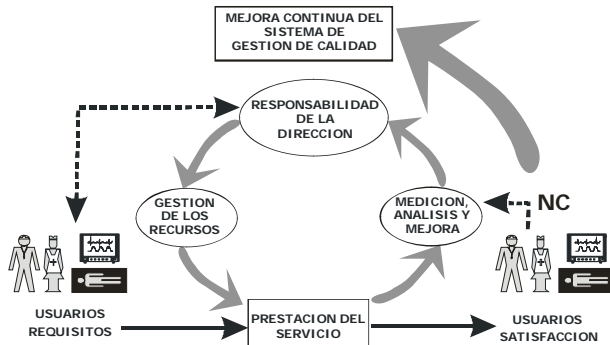 MEJORA CONTINUA DEL
SISTEMA DE
GESTION DE CALIDAD
RESPONSABILIDAD
DE LA
DIRECCION
GESTION
DE LOS
RECURSOS
MEDICION,
ANALISIS Y
MEJORA
NC
USUARIOS
REQUISITOS
PRESTACION DEL
SERVICIO
USUARIOS
SATISFACCION